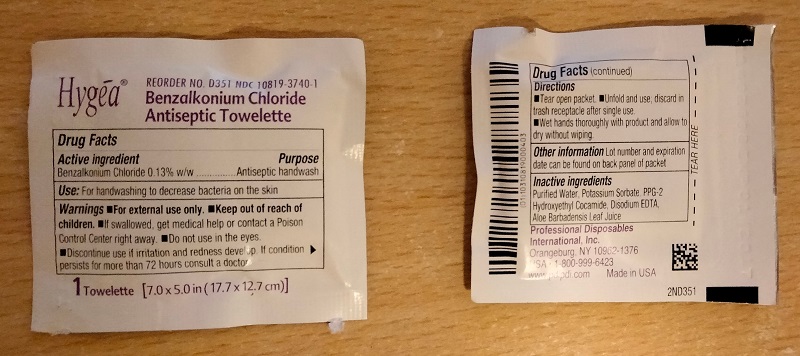 Hygēa®
REORDER NO. D351 NDC 10819-3740-1
Benzalkonium Chloride
Antiseptic Towelette
Drug Facts
Active ingredient Purpose
Benzalkonium Chloride 0.13% w/w .............. Antiseptic handwash
Use: For handwashing to decrease bacteria on the skin
Warnings ■For external use only. ■Keep out of reach of
children. ■If swallowed, get medical help or contact a Poison
Control Center right away. ■Do not use in the eyes.
■Discontinue use if irritation and redness develop. If condition
persists for more than 72 hours consult a doctor.
1 Towelette [7.0 x 5.0 in (17.7 x 12.7 cm)]
Drug Facts (continued)
Directions
■Tear open packet. ■Unfold and use; discard in
trash receptacle after single use.
■Wet hands thoroughly with product and allow to
dry without wiping.
Other information Lot number and expiration
date can be found on back panel of packet
Inactive ingredients
Purified Water, Potassium Sorbate, PPG-2
Hydroxyethyl Cocamide, Disodium EDTA,
Aloe Barbadensis Leaf Juice
Professional Disposables
International, Inc.
Orangeburg, NY 10962-1376
USA 1-800-999-6423
Made in USA
2ND351
TEAR HERE